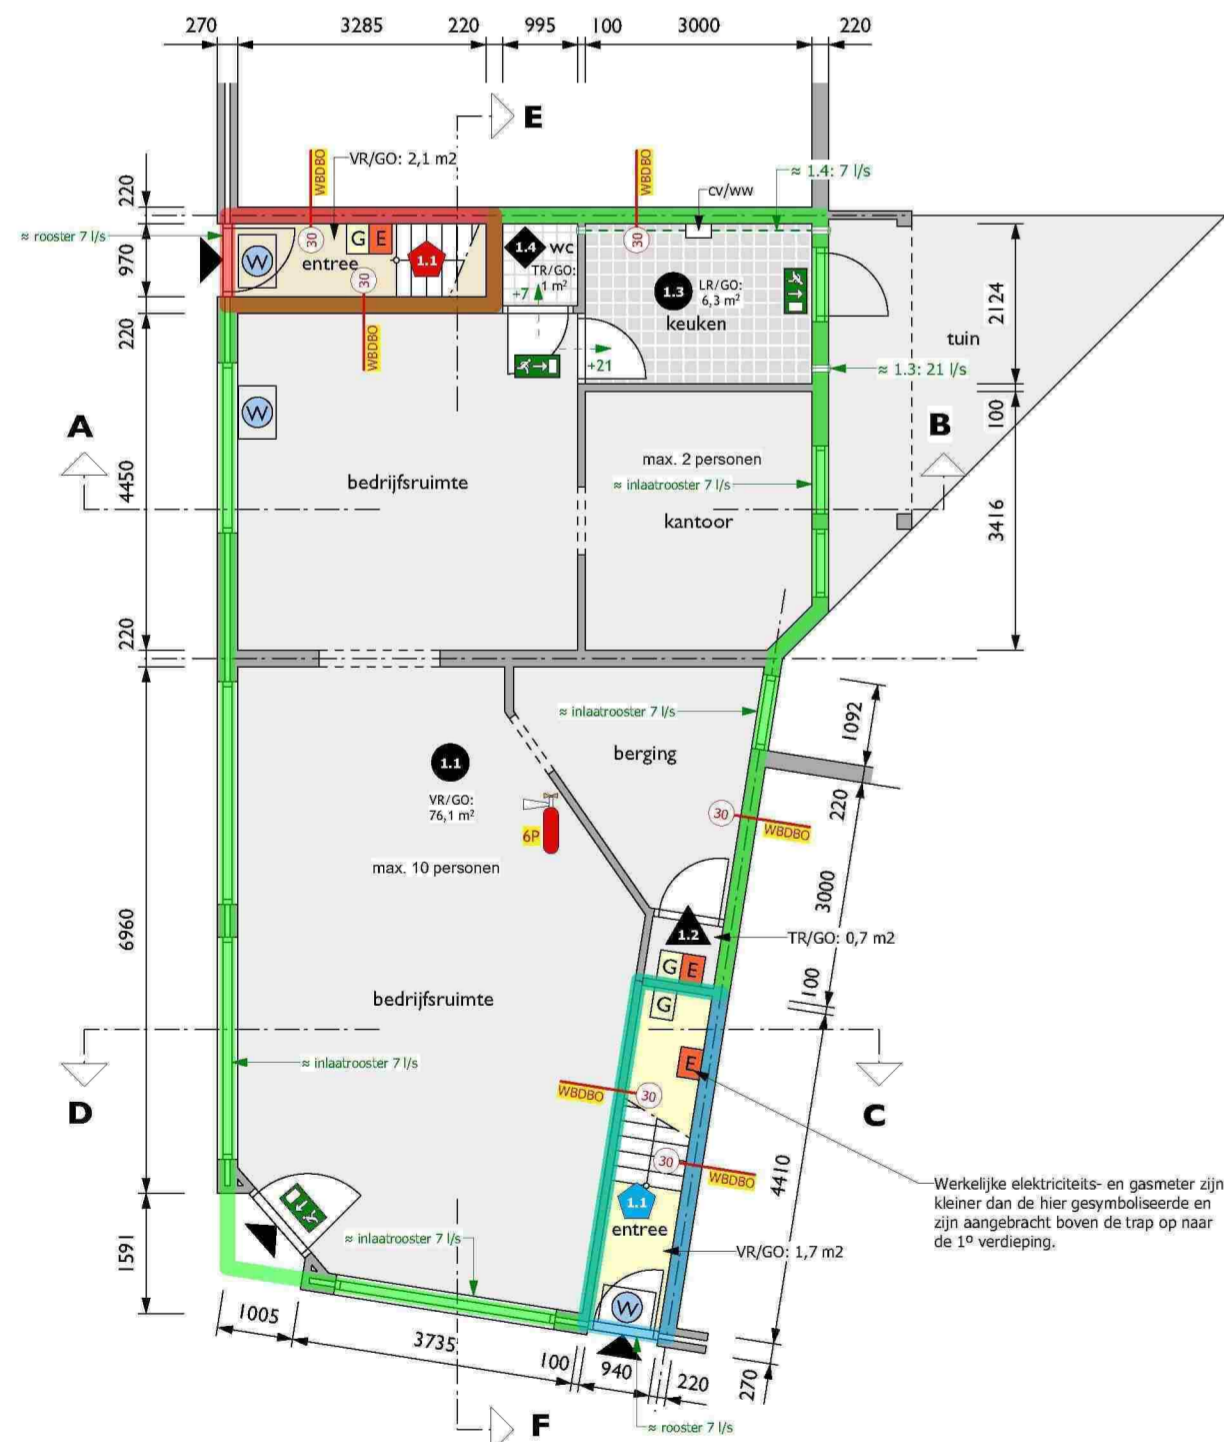 270
3285
220
995
100
3000
220
E
WBDBO
VR/GO: 2,1 m2
WBDBO
cv/ww
≈ 1.4: 7 l/s
220
≈ rooster 7 l/s
970
W
30
G
E
entree
30
1.1
1.4
wc
TR/GO:
1 m²
+7
30
1.3
LR/GO:
6,3 m²
keuken
2124
tuin
220
WBDBO
+21
≈ 1.3: 21 l/s
100
W
A
B
4450
bedrijfsruimte
max. 2 personen
≈ inlaatrooster 7 l/s
kantoor
3416
220
≈ inlaatrooster 7 l/s
1092
berging
1.1
VR/GO:
76,1 m²
220
6P
30
WBDBO
max. 10 personen
3000
6960
1.2
TR/GO: 0,7 m2
G
E
100
bedrijfsruimte
G
≈ inlaatrooster 7 l/s
E
D
WBDBO
30
C
4410
30
WBDBO
Werkelijke elektriciteits- en gasmeter zijn
kleiner dan de hier gesymboliseerde en
zijn aangebracht boven de trap op naar
de 1º verdieping.
1.1
entree
1591
≈ inlaatrooster 7 l/s
VR/GO: 1,7 m2
W
1005
3735
100
940
220
270
F
≈ rooster 7 l/s